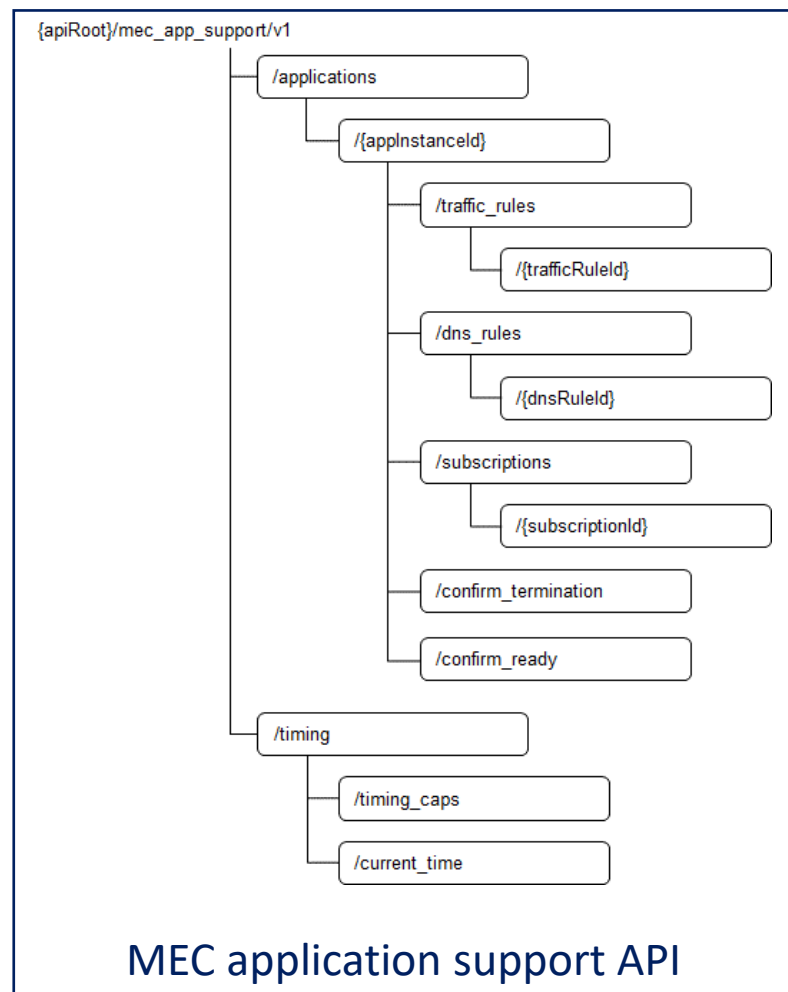 {apiRoot}/mec_app_support/v1
/applications
/{appInstanceId}
/traffic_rules
/{trafficRuleId}
/dns_rules
/{dnsRuleId}
/subscriptions
/{subscriptionId}
/confirm_termination
/confirm_ready
/timing
/timing_caps
/current_time
MEC application support API